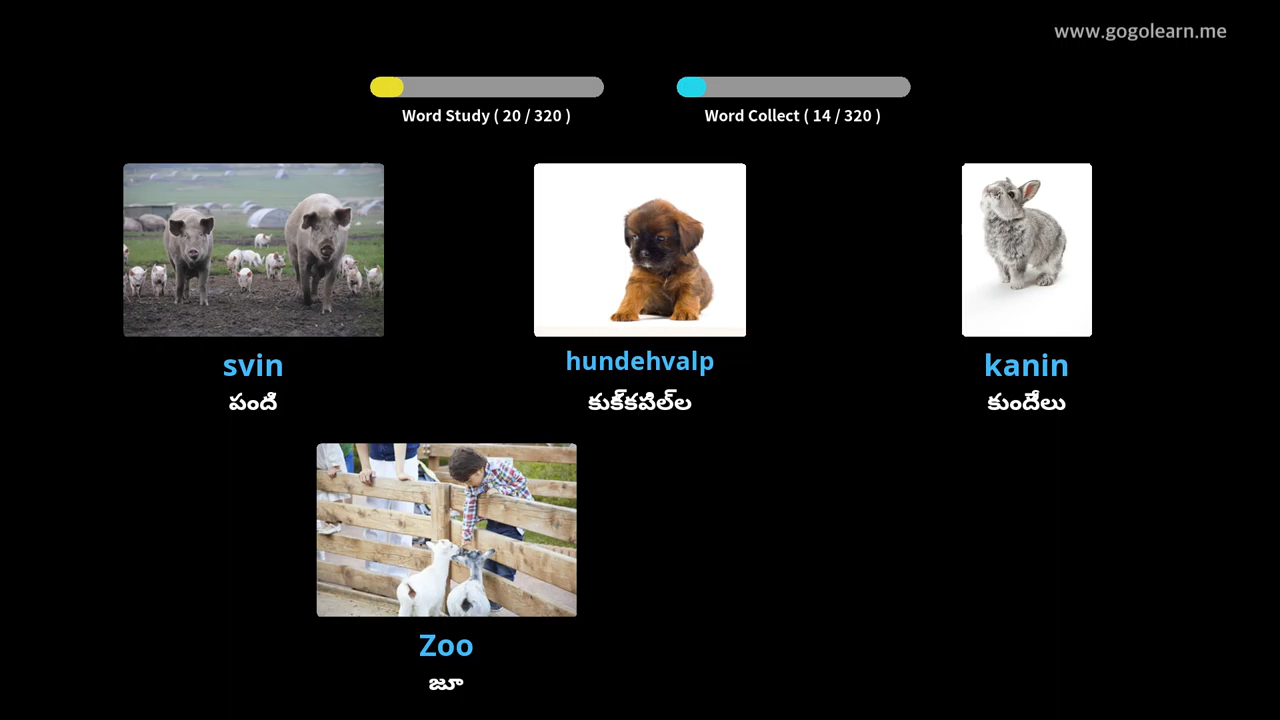 www.gogolearn.me
Word Study ( 20 / 320 )
Word Collect ( 14 / 320 )
svin
పంది
hundehvalp
కుక్కపిల్ల
kanin
కుందేలు
Zoo
జూ